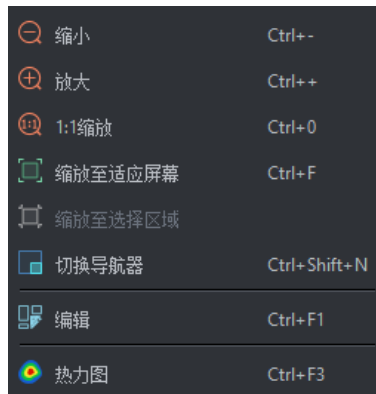 缩小 Ctrl+-
放大 Ctrl++
1:1 1:1缩放 Ctrl+0
缩放至适应屏幕 Ctrl+F
缩放至选择区域
切换导航器 Ctrl+Shift+N
编辑 Ctrl+F1
热力图 Ctrl+F3